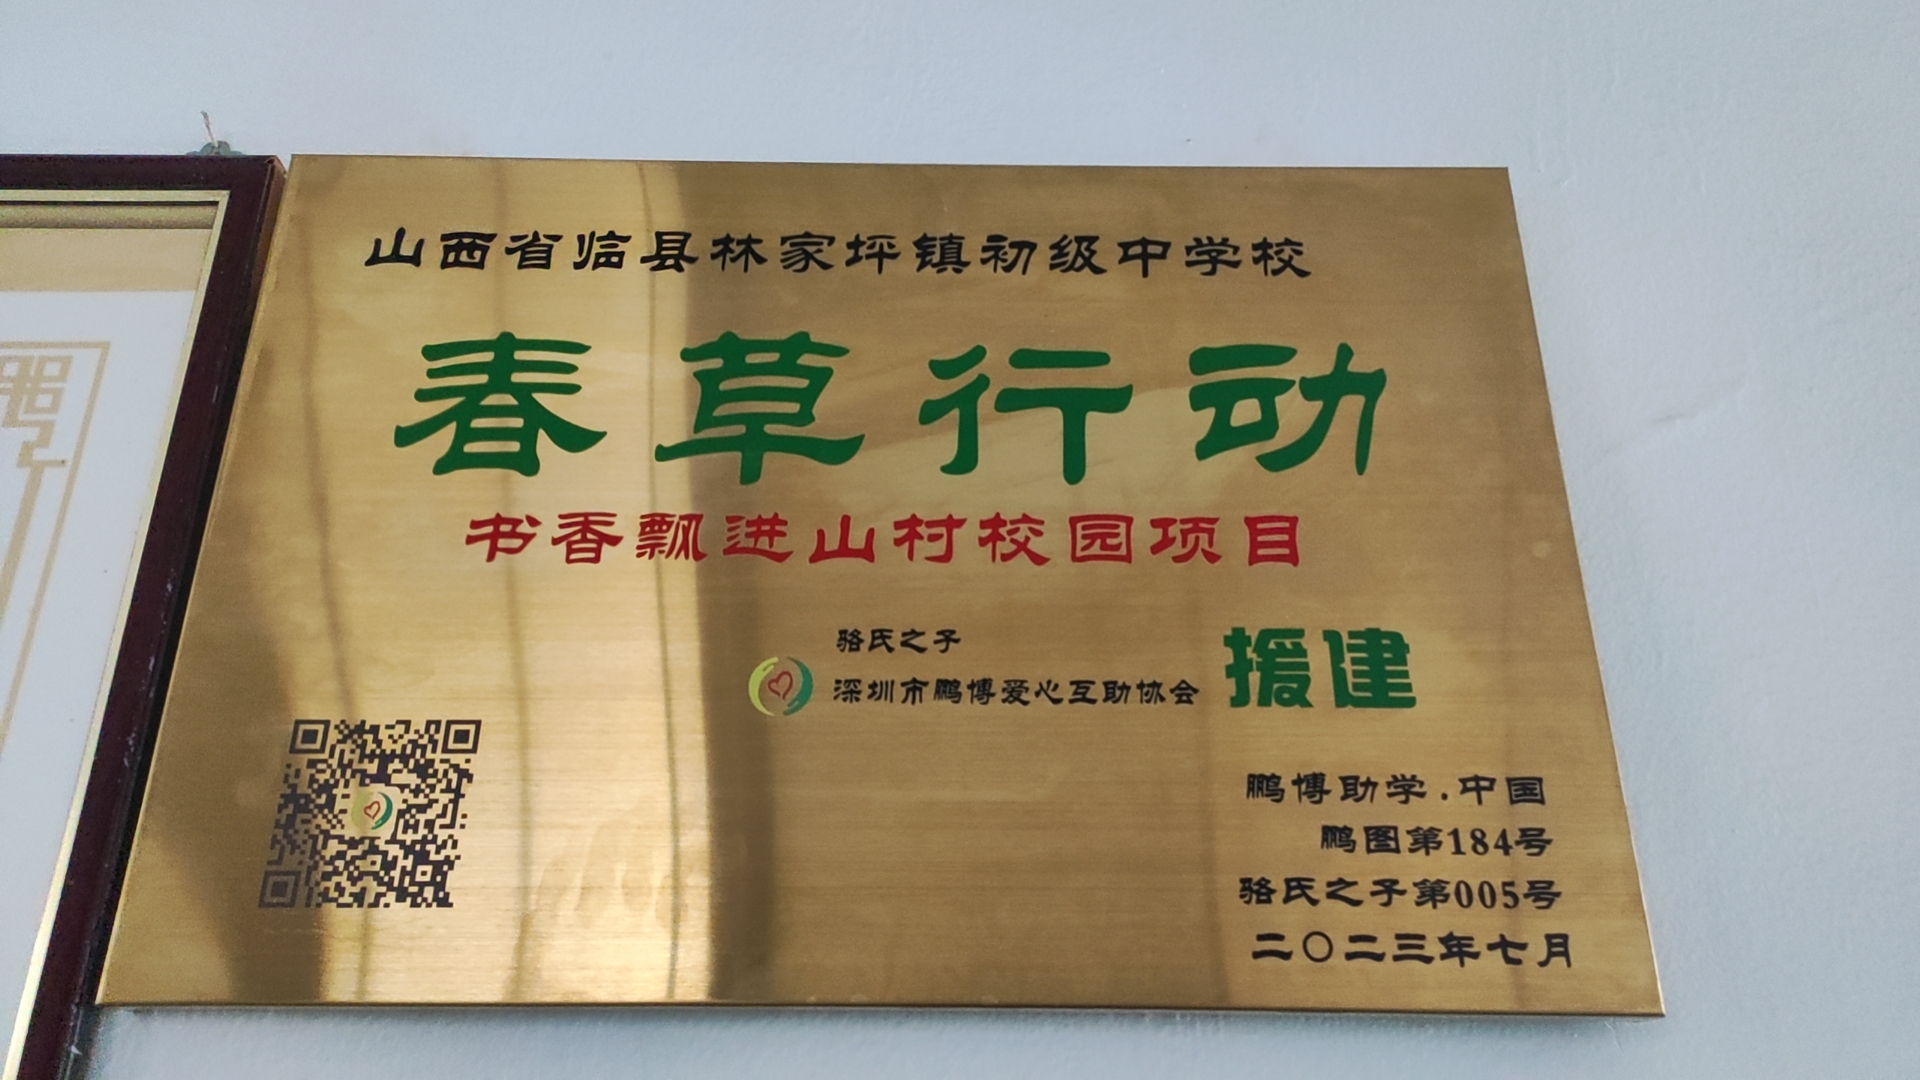 山西省临县林家坪镇初级中学校
春草行动
书香飘进山村校园项目
骆氏之子
深圳市鹏博爱心互助协会
援建
鹏博助学.中国
鹏图第184号
骆氏之子第005号
二〇二三年七月